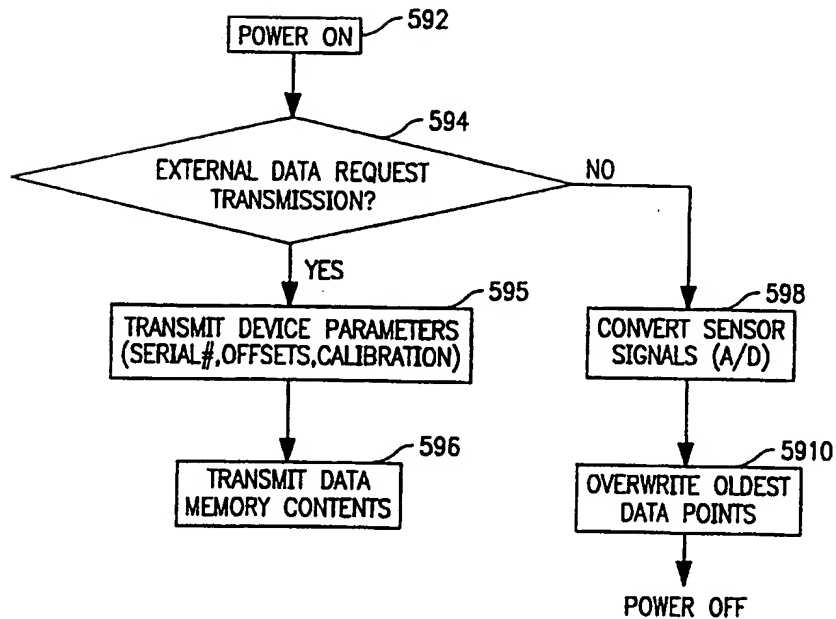 POWER ON
592
594
EXTERNAL DATA REQUEST
TRANSMISSION?
NO
YES
595
TRANSMIT DEVICE PARAMETERS
(SERIAL#,OFFSETS,CALIBRATION)
598
CONVERT SENSOR
SIGNALS (A/D)
596
TRANSMIT DATA
MEMORY CONTENTS
5910
OVERWRITE OLDEST
DATA POINTS
POWER OFF